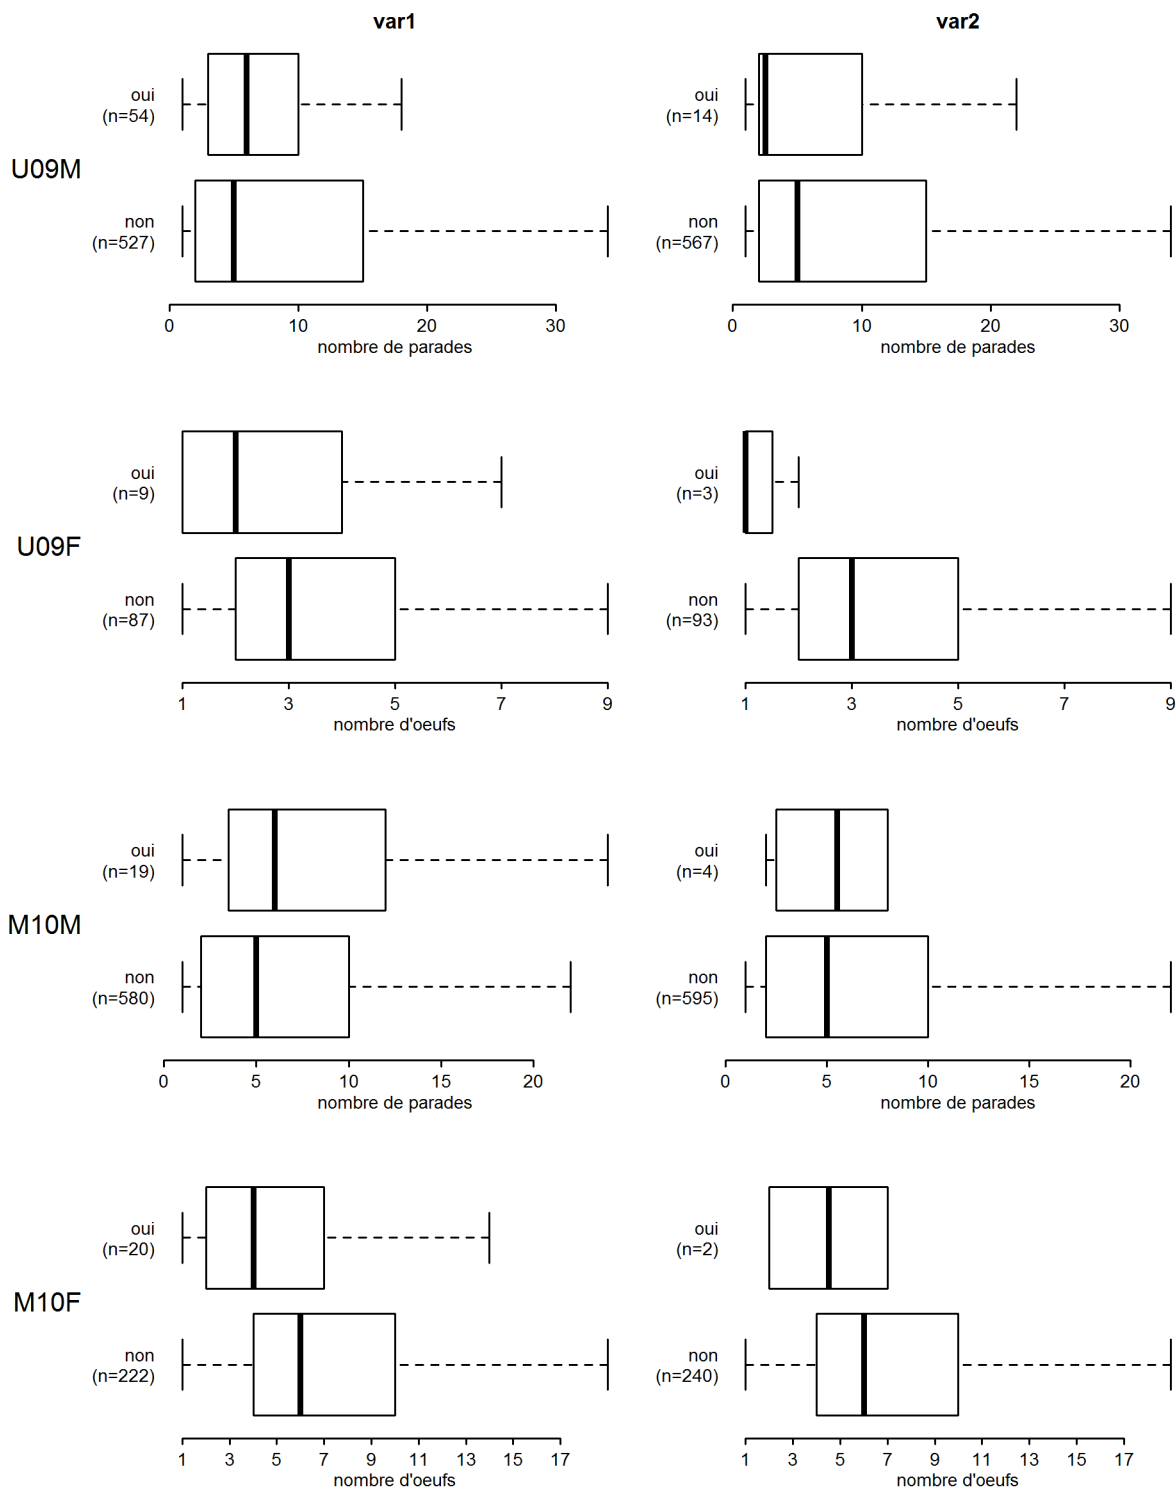 var1 var2
oui
(n=54)
oui
(n=14)
U09M
non
(n=527)
non
(n=567)
0 10 20 30
0 10 20 30
nombre de parades
nombre de parades
oui
(n=9)
oui
(n=3)
U09F
non
(n=87)
non
(n=93)
1 3 5 7 9
1 3 5 7 9
nombre d'oeufs
nombre d'oeufs
oui
(n=19)
oui
(n=4)
M10M
non
(n=580)
non
(n=595)
0 5 10 15 20
0 5 10 15 20
nombre de parades
nombre de parades
oui
(n=20)
oui
(n=2)
M10F
non
(n=222)
non
(n=240)
1 3 5 7 9 11 13 15 17
1 3 5 7 9 11 13 15 17
nombre d'oeufs
nombre d'oeufs